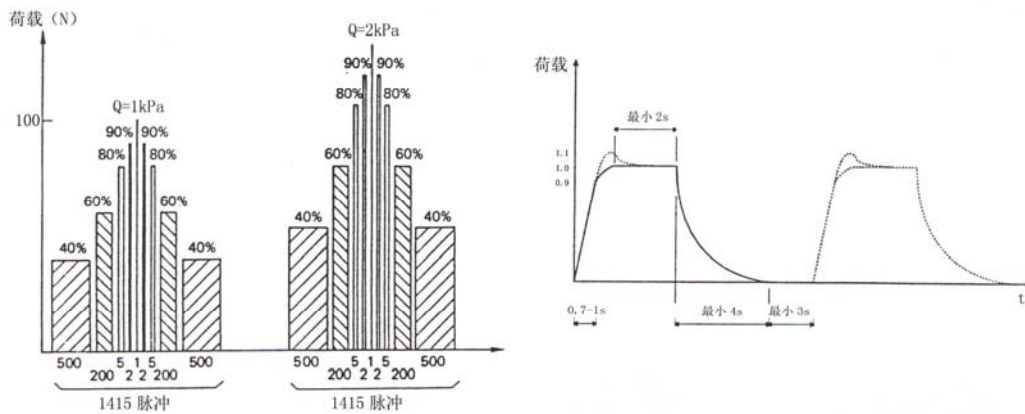 荷载（N）
Q=2kPa
90% 90%
80% 80%
Q=1kPa
100
90% 90%
80% 80%
60% 60%
60% 60%
40% 40%
40% 40%
500 5 1 5 500
200 2 2 200
500 5 1 5 500
200 2 2 200
1415 脉冲
1415 脉冲
荷载
最小 2s
1.1
1.0
0.9
t
0.7-1s
最小 4s
最小 3s